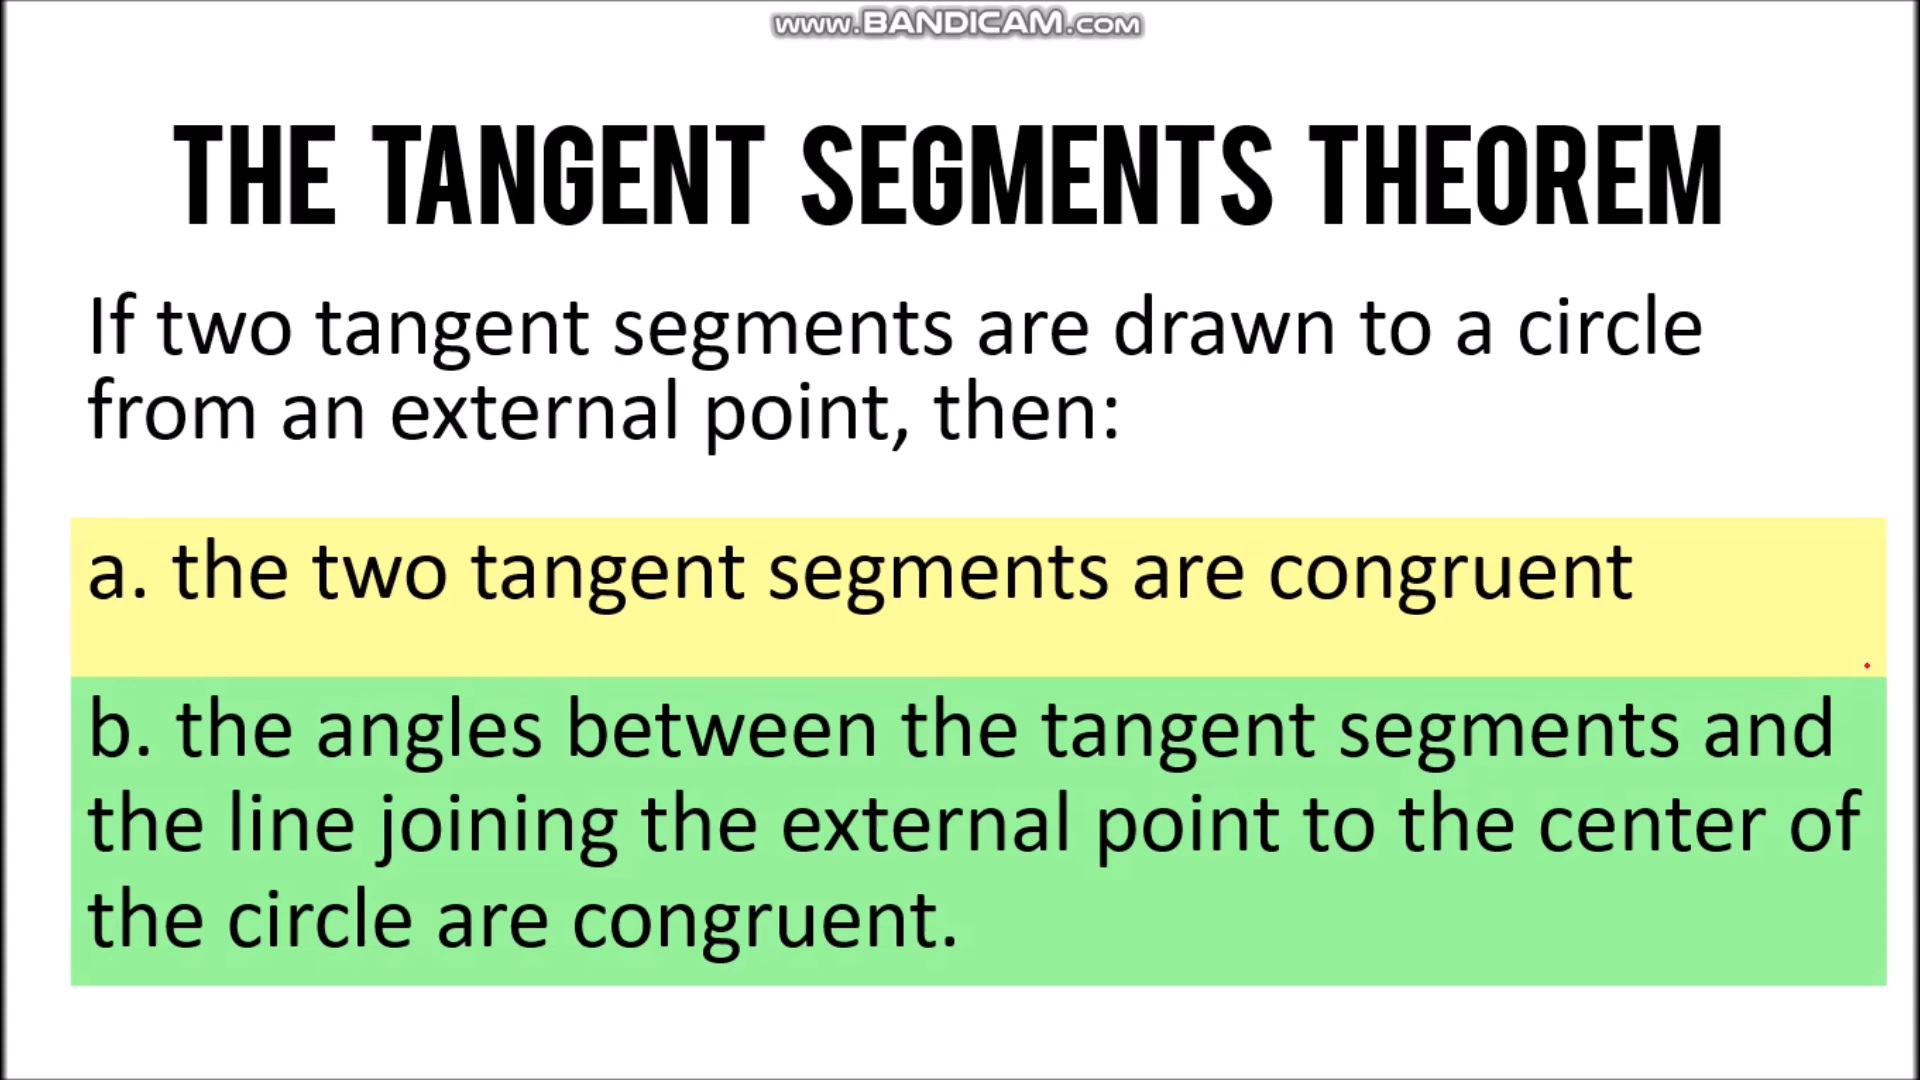 www.BANDICAM.com
THE TANGENT SEGMENTS THEOREM
If two tangent segments are drawn to a circle
from an external point, then:
a. the two tangent segments are congruent
b. the angles between the tangent segments and
the line joining the external point to the center of
the circle are congruent.